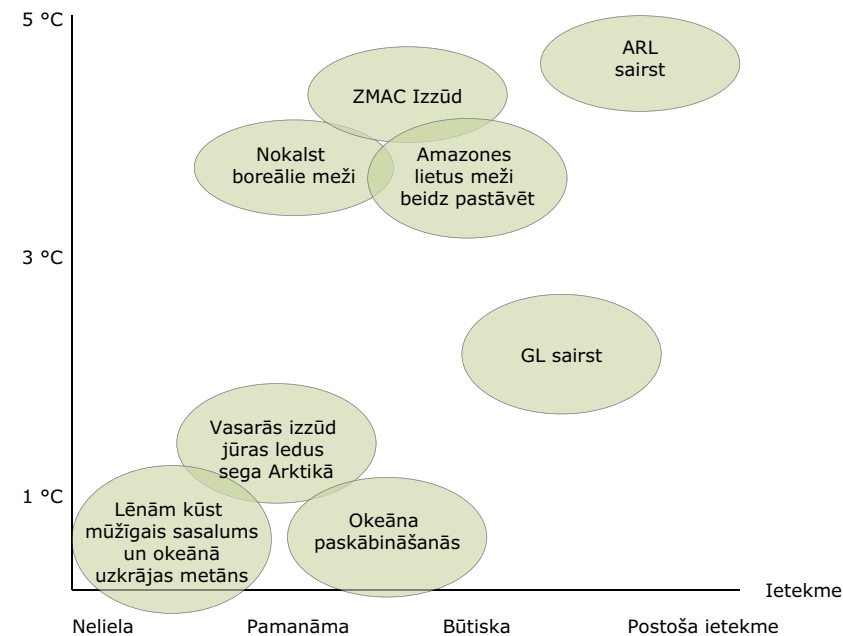 5 °C
ARL
sairst
ZMAC Izzūd
Nokalst
boreālie meži
Amazones
lietus meži
beidz pastāvēt
3 °C
GL sairst
Vasarās izzūd
jūras ledus
sega Arktikā
1 °C
Lēnām kūst
mūžīgais sasalums
un okeānā
uzkrājas metāns
Okeāna
paskābināšanās
Ietekme
Neliela
Pamanāma
Būtiska
Postoša ietekme